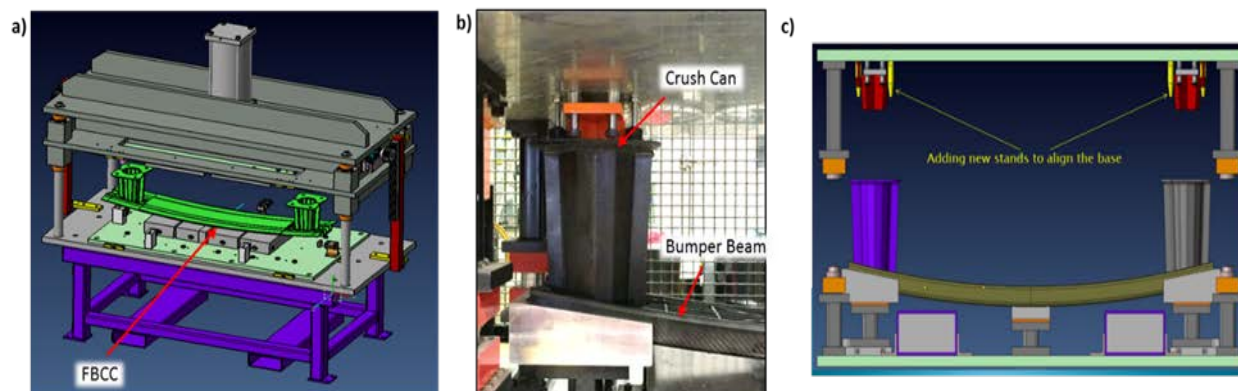 a)
FBCC
b)
Crush Can
Bumper Beam
c)
Adding new stands to align the base